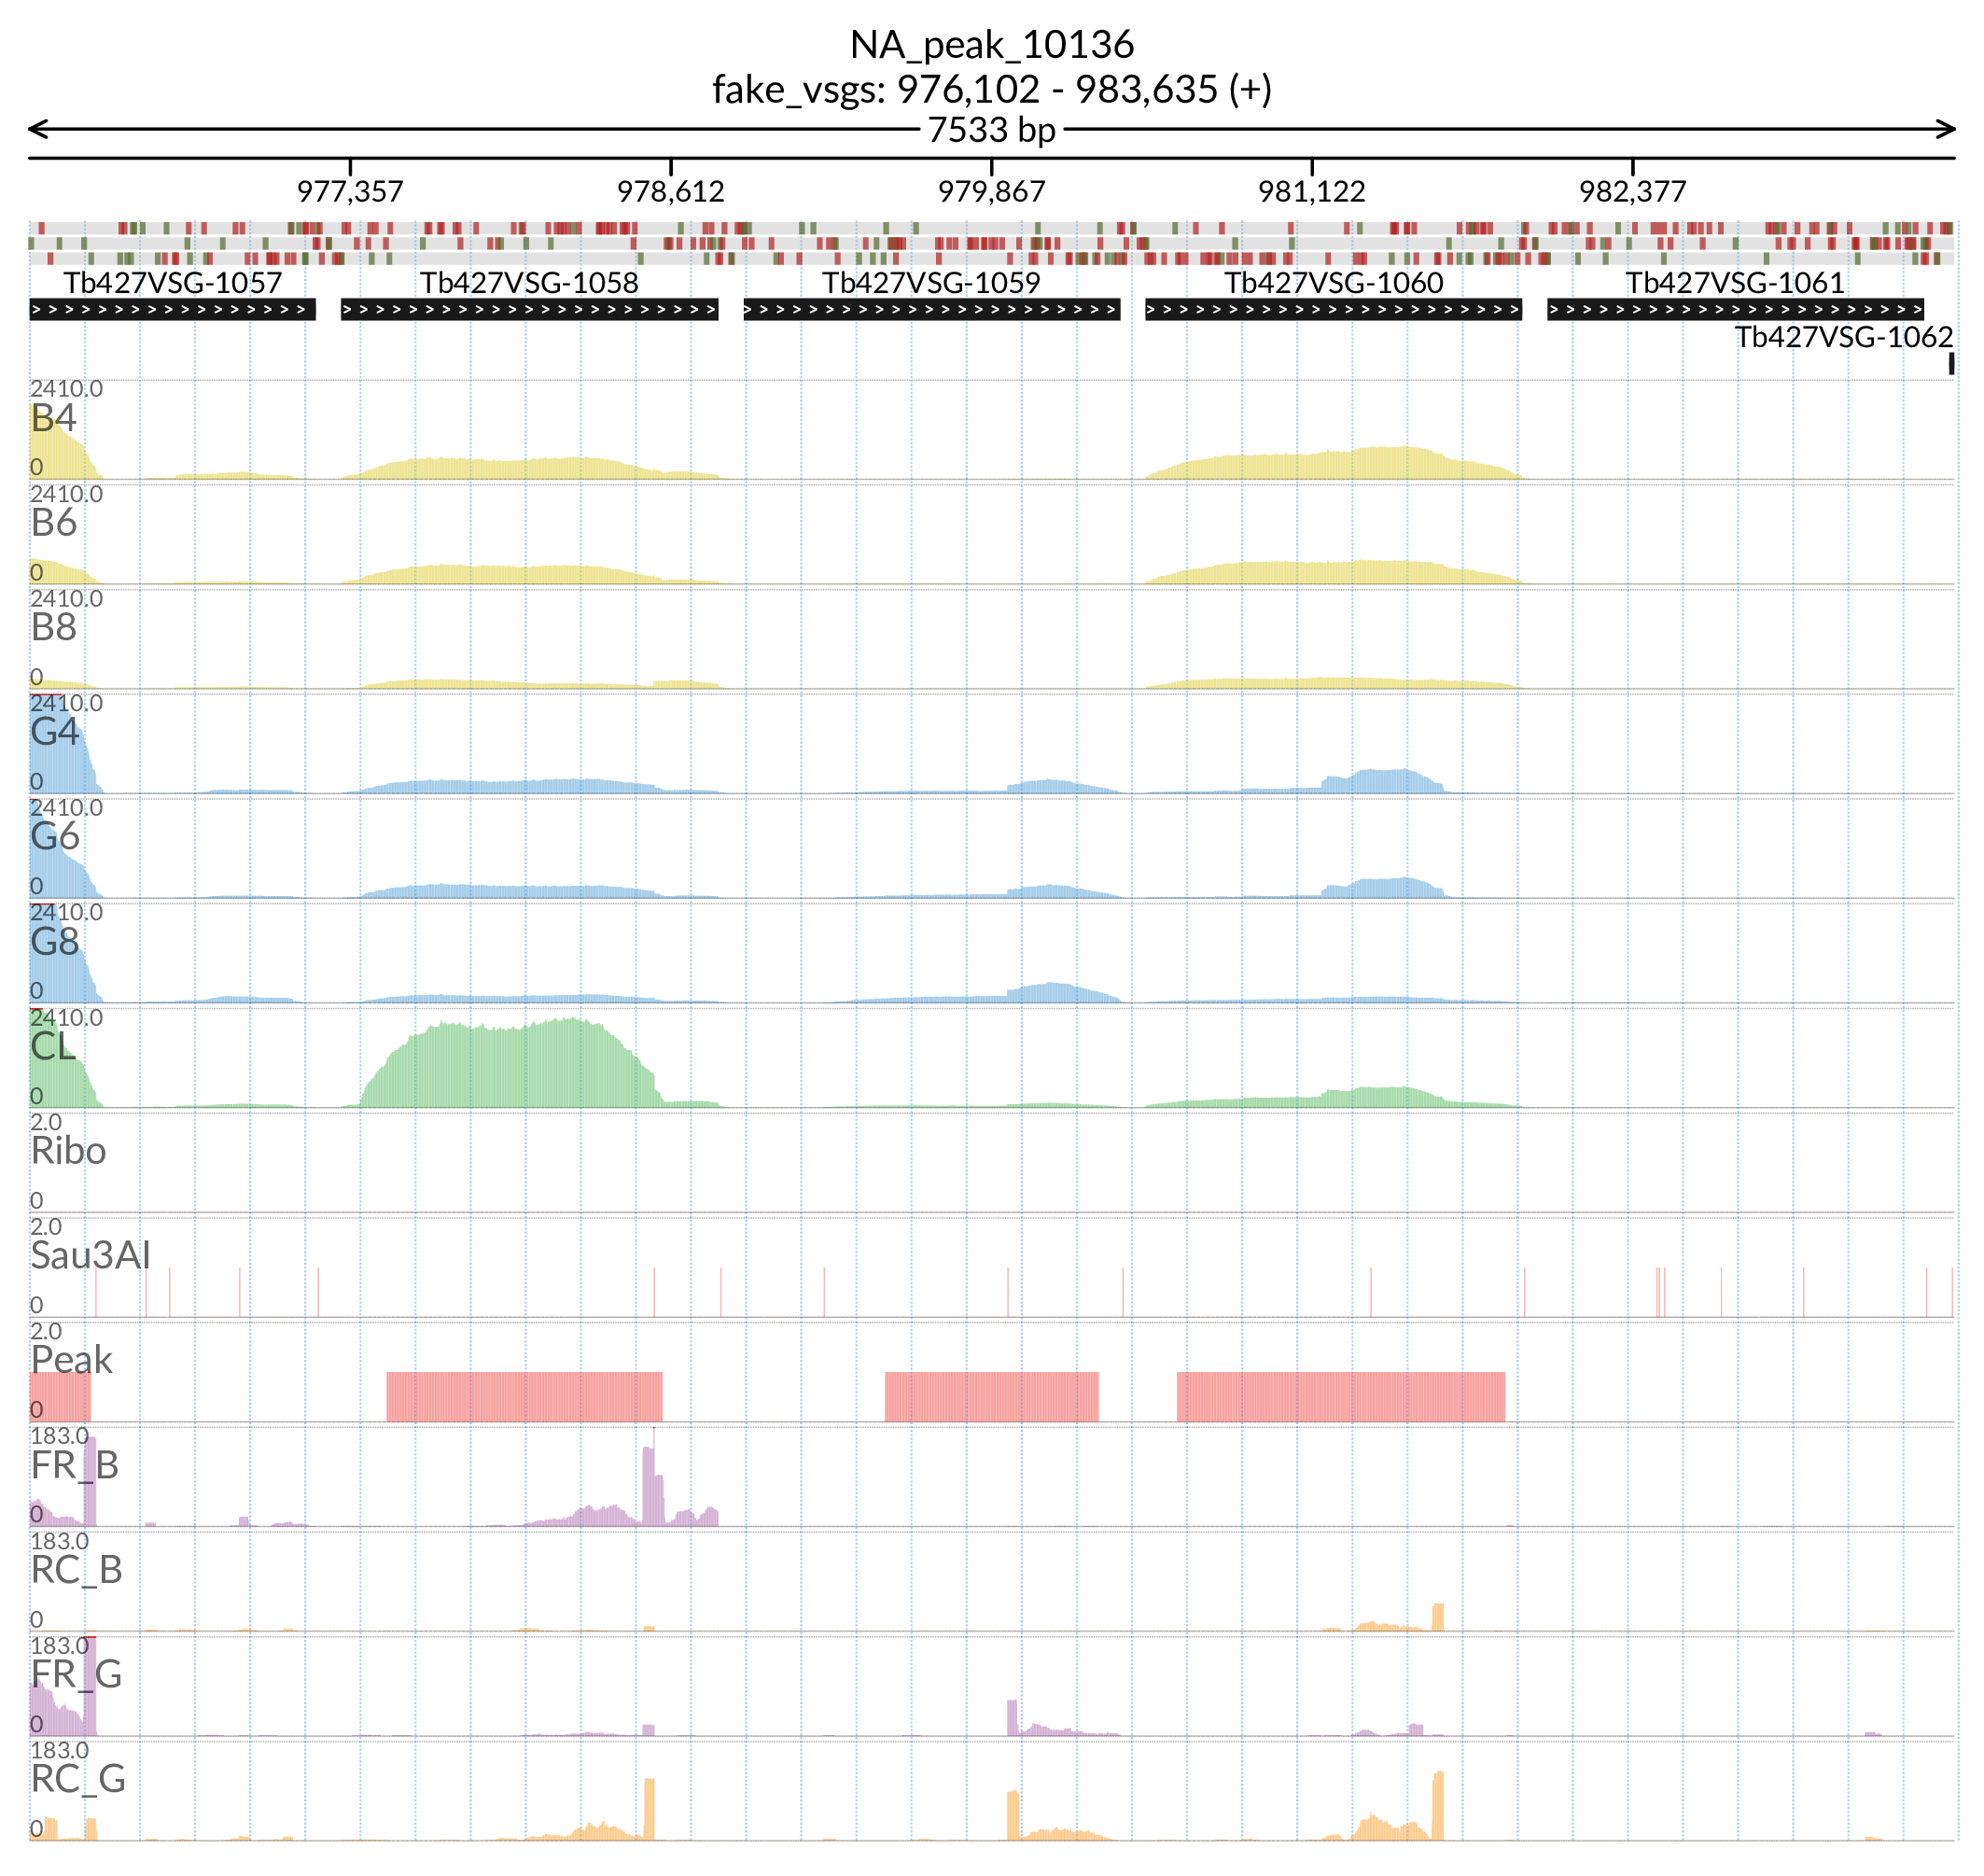 NA_peak_10136
fake_vsgs: 976,102 - 983,635 (+)
7533 bp
977,357 978,612 979,867 981,122 982,377
Tb427VSG-1057 Tb427VSG-1058 Tb427VSG-1059 Tb427VSG-1060 Tb427VSG-1061
Tb427VSG-1062
2410.0
B4
0
2410.0
B6
0
2410.0
B8
0
2410.0
G4
0
2410.0
G6
0
2410.0
G8
0
2410.0
CL
0
2.0
Ribo
0
2.0
Sau3AI
0
2.0
Peak
0
183.0
FR_B
0
183.0
RC_B
0
183.0
FR_G
0
183.0
RC_G
0